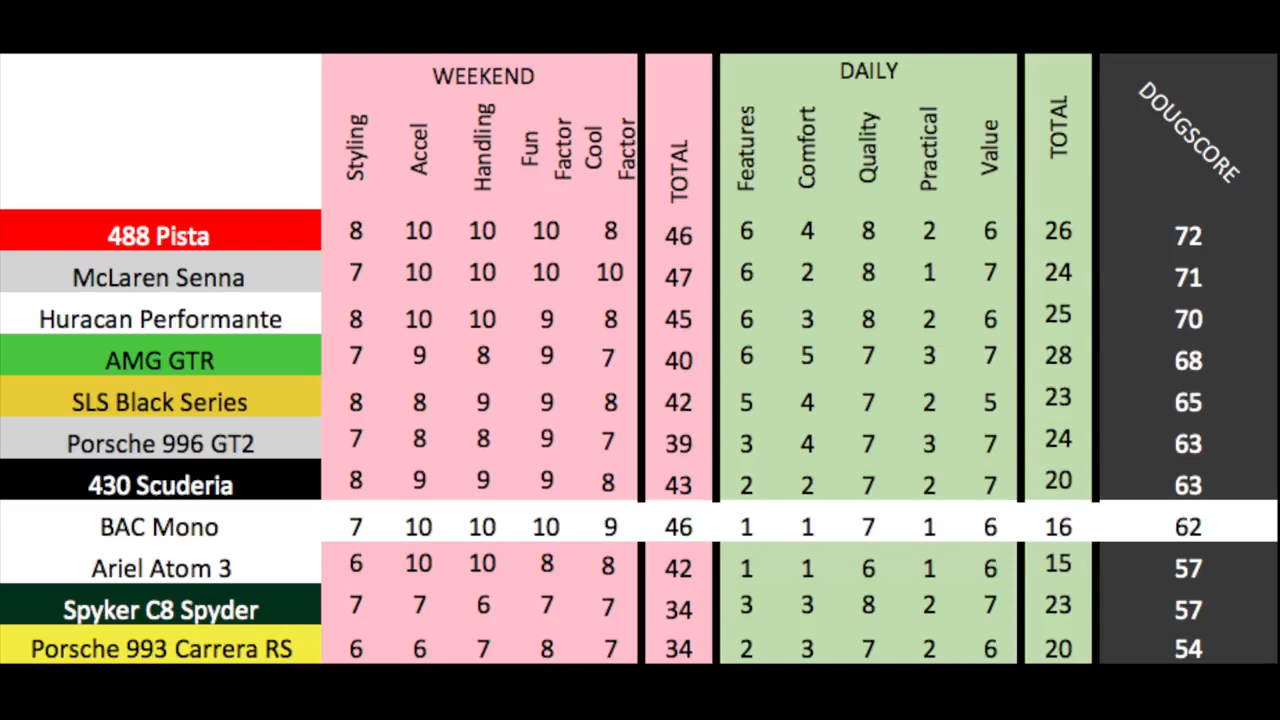 WEEKEND DAILY
Styling Accel Handling Fun Factor Cool Factor TOTAL Features Comfort Quality Practical Value TOTAL DOUGSCORE
488 Pista 8 10 10 10 8 46 6 4 8 2 6 26 72
McLaren Senna 7 10 10 10 10 47 6 2 8 1 7 24 71
Huracan Performante 8 10 10 9 8 45 6 3 8 2 6 25 70
AMG GTR 7 9 8 9 7 40 6 5 7 3 7 28 68
SLS Black Series 8 8 9 9 8 42 5 4 7 2 5 23 65
Porsche 996 GT2 7 8 8 9 7 39 3 4 7 3 7 24 63
430 Scuderia 8 9 9 9 8 43 2 2 7 2 7 20 63
BAC Mono 7 10 10 10 9 46 1 1 7 1 6 16 62
Ariel Atom 3 6 10 10 8 8 42 1 1 6 1 6 15 57
Spyker C8 Spyder 7 7 6 7 7 34 3 3 8 2 7 23 57
Porsche 993 Carrera RS 6 6 7 8 7 34 2 3 7 2 6 20 54